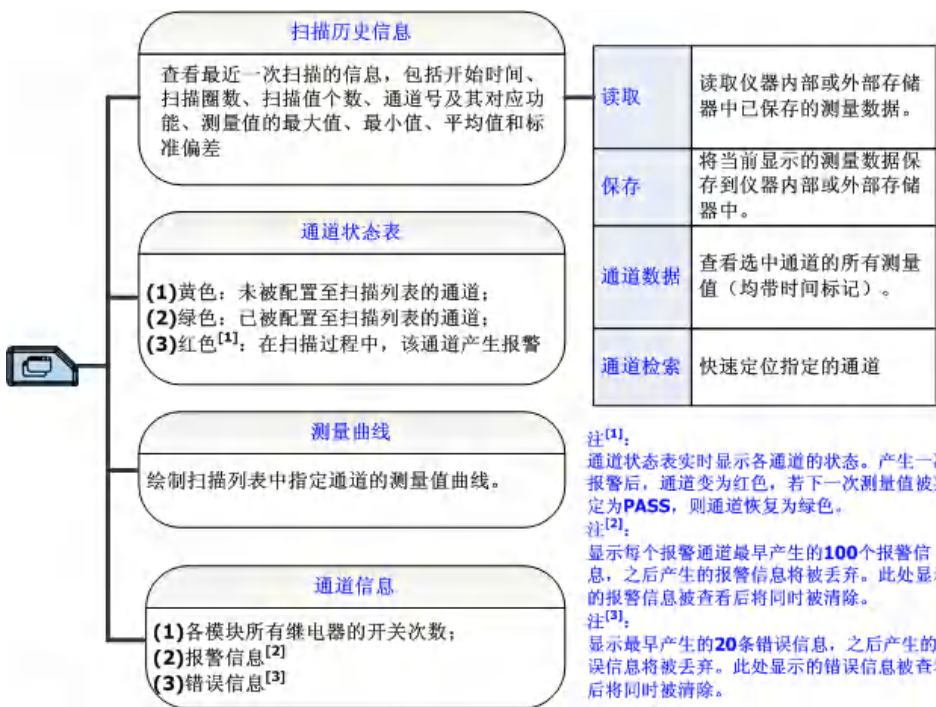 扫描历史信息
查看最近一次扫描的信息，包括开始时间、
扫描圈数、扫描值个数、通道号及其对应功
能、测量值的最大值、最小值、平均值和标
准偏差
读取
读取仪器内部或外部存储
器中已保存的测量数据。
保存
将当前显示的测量数据保
存到仪器内部或外部存储
器中。
通道数据
查看选中通道的所有测量
值（均带时间标记）。
通道检索
快速定位指定的通道
通道状态表
(1)黄色：未被配置至扫描列表的通道；
(2)绿色：已被配置至扫描列表的通道；
(3)红色[1]：在扫描过程中，该通道产生报警
测量曲线
绘制扫描列表中指定通道的测量值曲线。
通道信息
(1)各模块所有继电器的开关次数；
(2)报警信息[2]
(3)错误信息[3]
注[1]：
通道状态表实时显示各通道的状态。产生一
报警后，通道变为红色，若下一次测量值被
定为PASS，则通道恢复为绿色。
注[2]：
显示每个报警通道最早产生的100个报警信
息，之后产生的报警信息将被丢弃。此处显
的报警信息被查看后将同时被清除。
注[3]：
显示最早产生的20条错误信息，之后产生的
误信息将被丢弃。此处显示的错误信息被查
后将同时被清除。